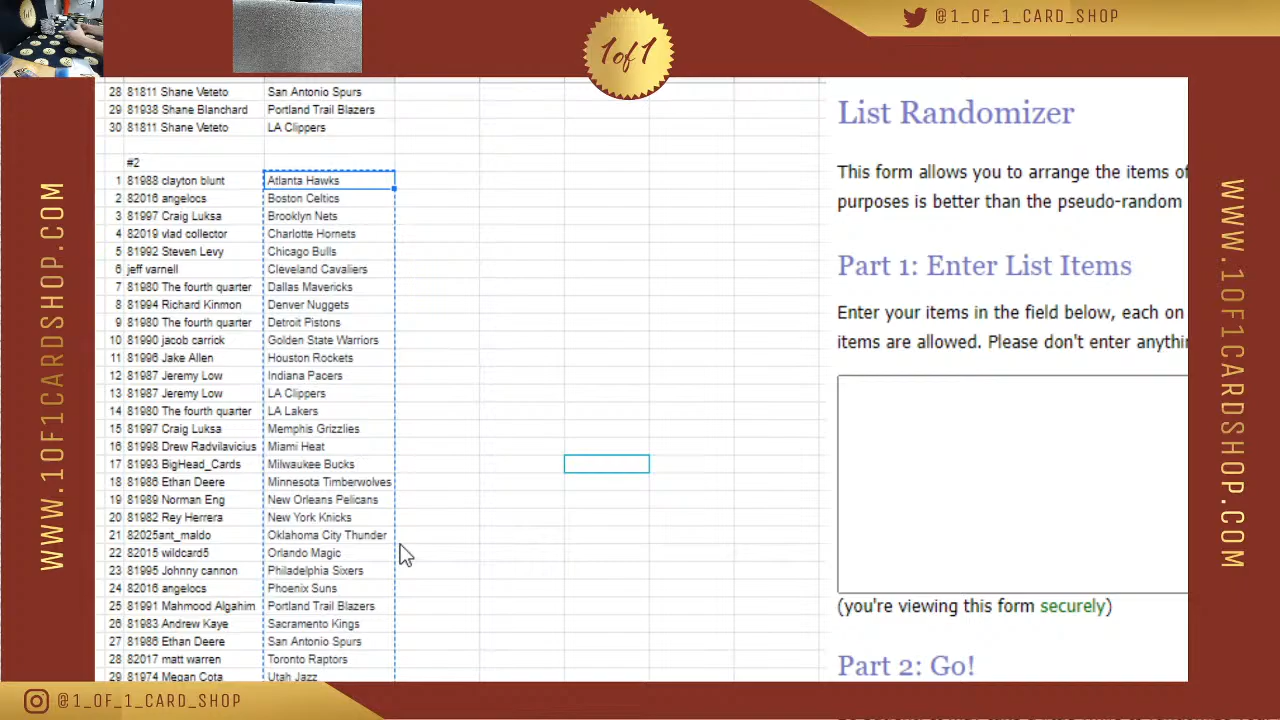 1of1
@1_OF_1_CARD_SHOP
WWW.1OF1CARDSHOP.COM
28 81811 Shane Veteto San Antonio Spurs
29 81938 Shane Blanchard Portland Trail Blazers
30 81811 Shane Veteto LA Clippers
#2
1 81988 clayton blunt Atlanta Hawks
2 82016 angelocs Boston Celtics
3 81997 Craig Luksa Brooklyn Nets
4 82019 vlad collector Charlotte Hornets
5 81992 Steven Levy Chicago Bulls
6 jeff varnell Cleveland Cavaliers
7 81980 The fourth quarter Dallas Mavericks
8 81994 Richard Kinmon Denver Nuggets
9 81980 The fourth quarter Detroit Pistons
10 81990 jacob carrick Golden State Warriors
11 81996 Jake Allen Houston Rockets
12 81987 Jeremy Low Indiana Pacers
13 81987 Jeremy Low LA Clippers
14 81980 The fourth quarter LA Lakers
15 81997 Craig Luksa Memphis Grizzlies
16 81998 Drew Radvilavicius Miami Heat
17 81993 BigHead_Cards Milwaukee Bucks
18 81986 Ethan Deere Minnesota Timberwolves
19 81989 Norman Eng New Orleans Pelicans
20 81982 Rey Herrera New York Knicks
21 82025ant_maldo Oklahoma City Thunder
22 82015 wildcard5 Orlando Magic
23 81995 Johnny cannon Philadelphia Sixers
24 82016 angelocs Phoenix Suns
25 81991 Mahmood Algahim Portland Trail Blazers
26 81983 Andrew Kaye Sacramento Kings
27 81986 Ethan Deere San Antonio Spurs
28 82017 matt warren Toronto Raptors
29 81974 Megan Cota Utah Jazz
List Randomizer
This form allows you to arrange the items of
purposes is better than the pseudo-random
Part 1: Enter List Items
Enter your items in the field below, each on
items are allowed. Please don't enter anythi
(you're viewing this form securely)
Part 2: Go!
WWW.1OF1CARDSHOP.COM
@1_OF_1_CARD_SHOP